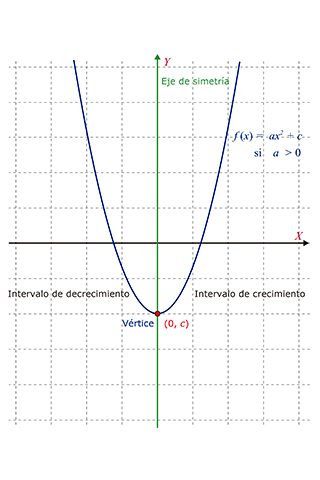 Y
Eje de simetría
f(x) = ax² + c
si a > 0
X
Intervalo de decrecimiento
Intervalo de crecimiento
Vértice (0, c)